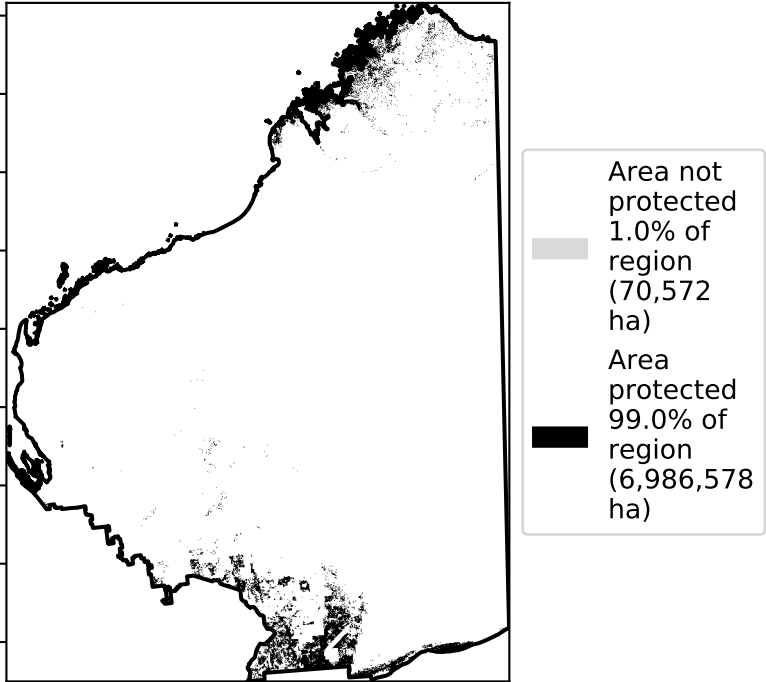 Area not
protected
1.0% of
region
(70,572
ha)
Area
protected
99.0% of
region
(6,986,578
ha)